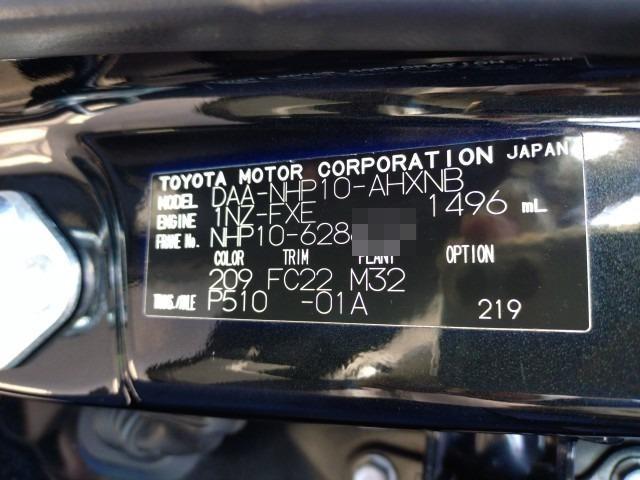 TOYOTA MOTOR CORPORATION JAPAN
MODEL DAA-NHP10-AHXNB
ENGINE 1NZ-FXE 1496 mL
FRAME No. NHP10-628
COLOR TRIM PLANT OPTION
209 FC22 M32
TRANS./AXLE P510 -01A 219